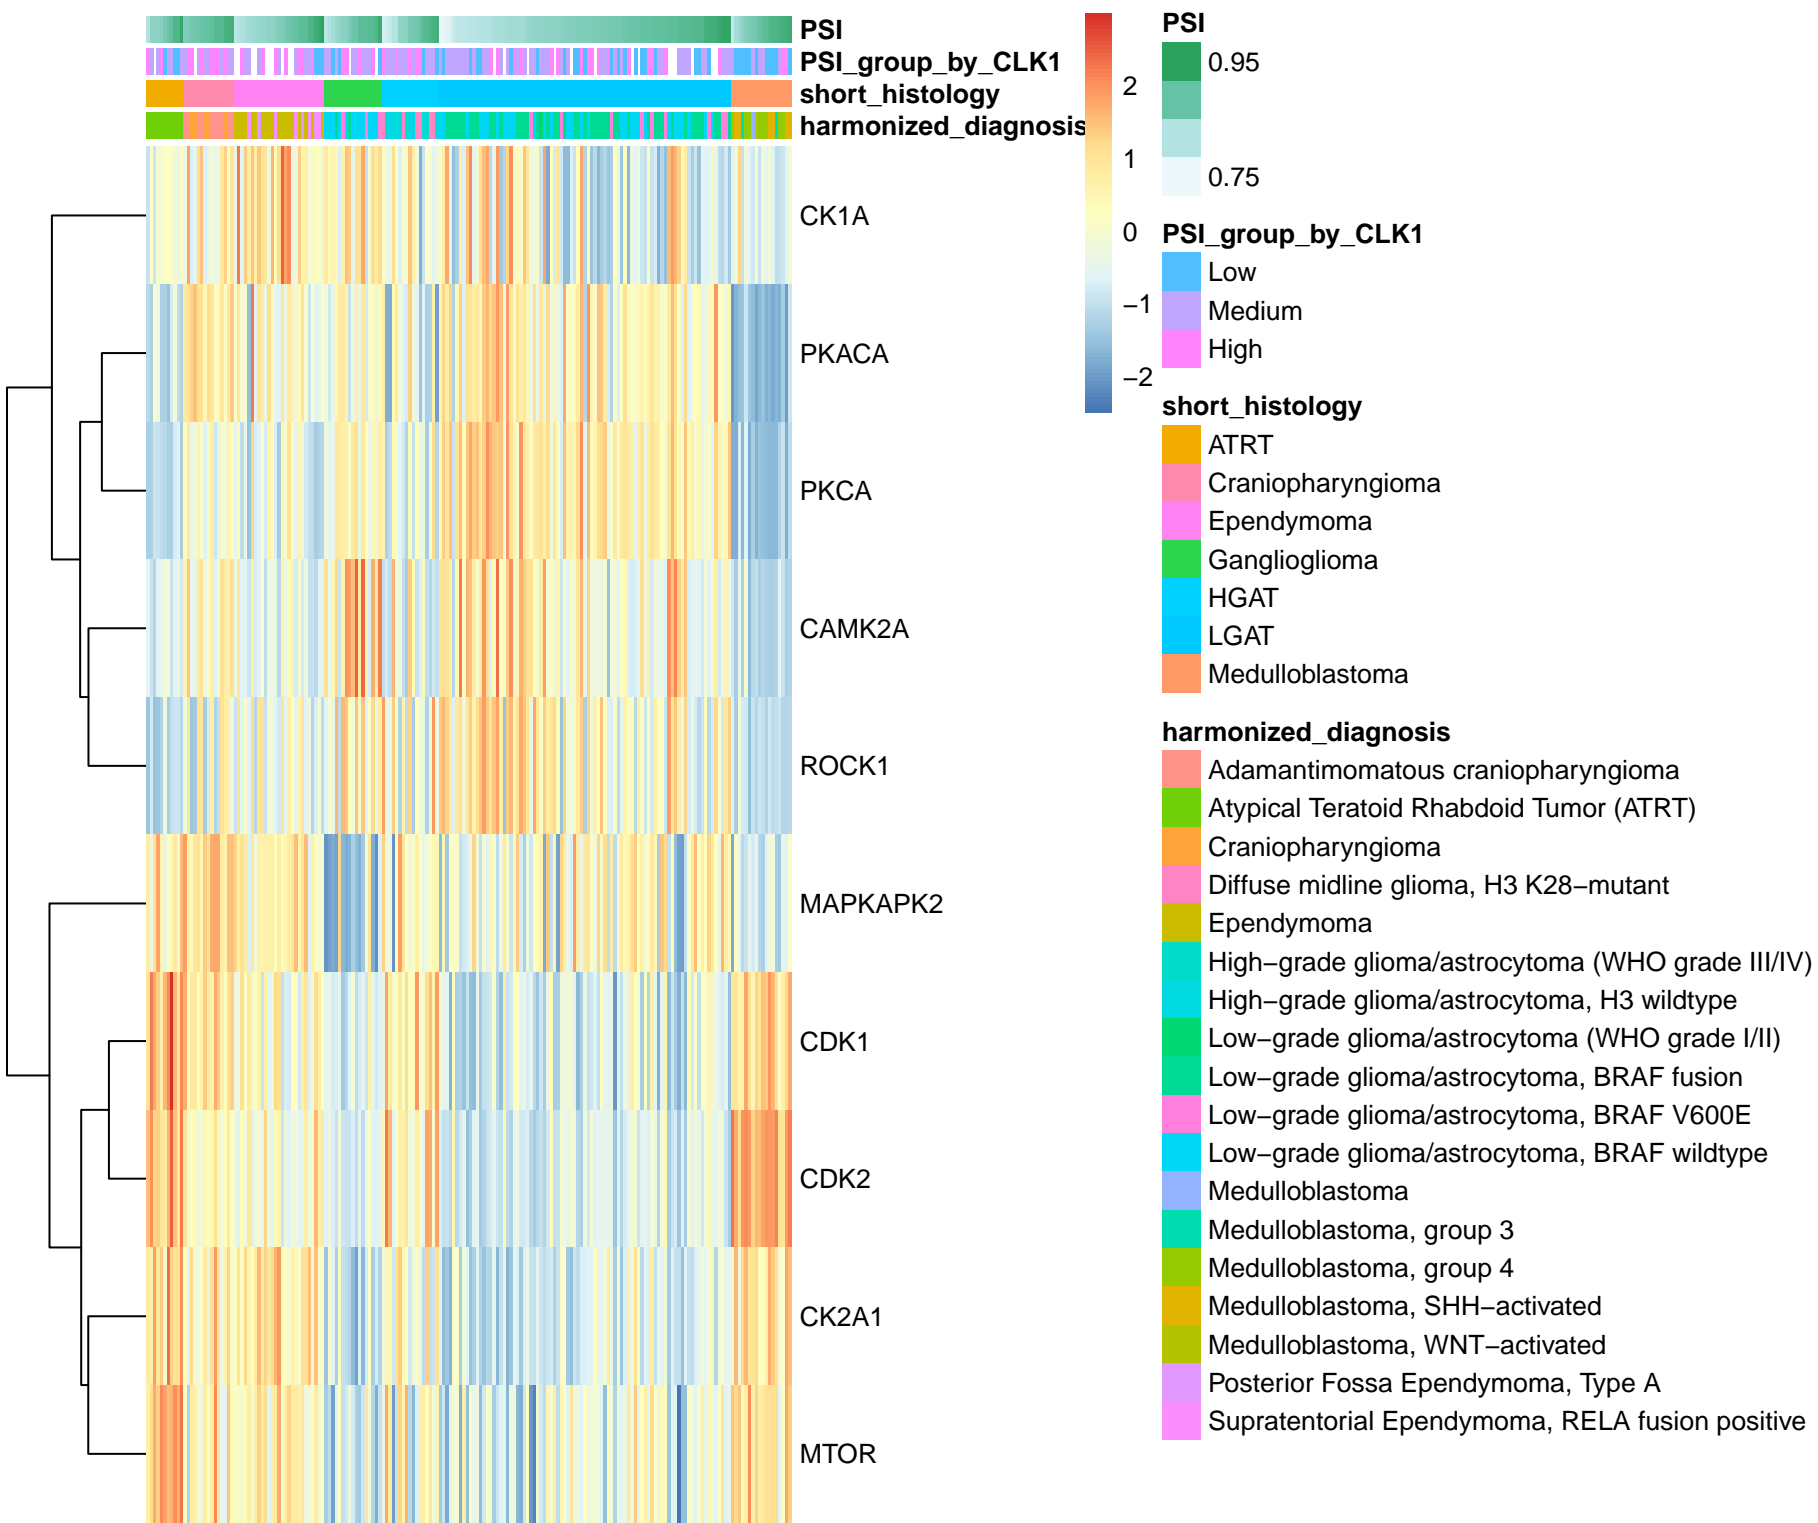 PSI
PSI_group_by_CLK1
short_histology
harmonized_diagnosis
CK1A
PKACA
PKCA
CAMK2A
ROCK1
MAPKAPK2
CDK1
CDK2
CK2A1
MTOR
2
1
0
−1
−2
PSI
0.95
0.75
PSI_group_by_CLK1
Low
Medium
High
short_histology
ATRT
Craniopharyngioma
Ependymoma
Ganglioglioma
HGAT
LGAT
Medulloblastoma
harmonized_diagnosis
Adamantimomatous craniopharyngioma
Atypical Teratoid Rhabdoid Tumor (ATRT)
Craniopharyngioma
Diffuse midline glioma, H3 K28−mutant
Ependymoma
High−grade glioma/astrocytoma (WHO grade III/IV)
High−grade glioma/astrocytoma, H3 wildtype
Low−grade glioma/astrocytoma (WHO grade I/II)
Low−grade glioma/astrocytoma, BRAF fusion
Low−grade glioma/astrocytoma, BRAF V600E
Low−grade glioma/astrocytoma, BRAF wildtype
Medulloblastoma
Medulloblastoma, group 3
Medulloblastoma, group 4
Medulloblastoma, SHH−activated
Medulloblastoma, WNT−activated
Posterior Fossa Ependymoma, Type A
Supratentorial Ependymoma, RELA fusion positive